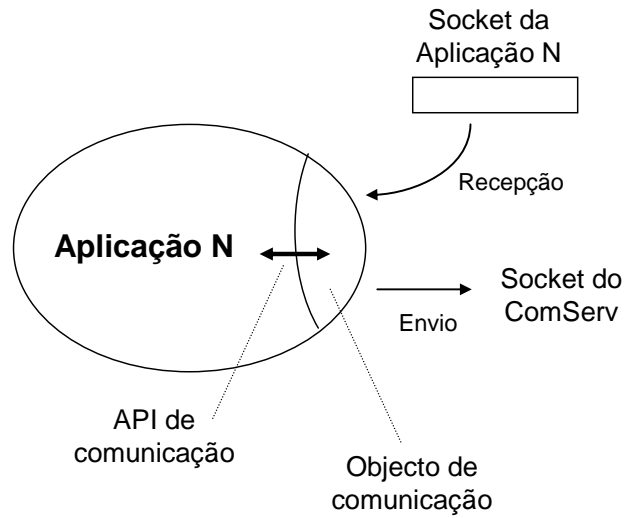 Socket da
Aplicação N
Recepção
Aplicação N
Socket do
ComServ
Envio
API de
comunicação
Objecto de
comunicação